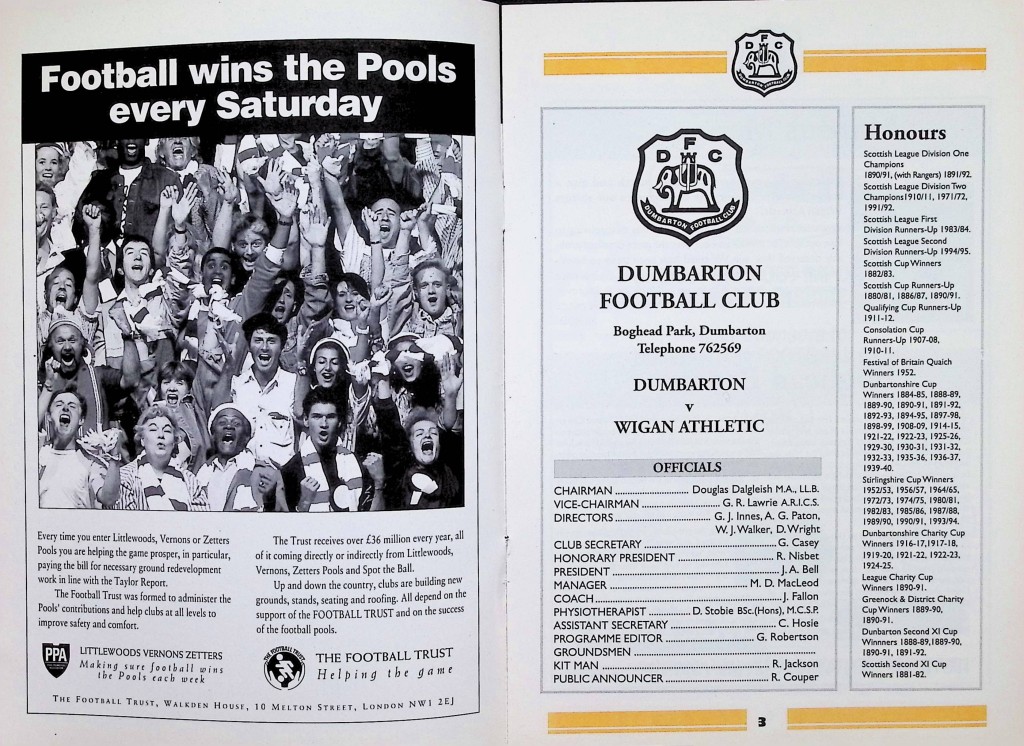 Football wins the Pools
every Saturday
Every time you enter Littlewoods, Vernons or Zetters
Pools you are helping the game prosper, in particular,
paying the bill for necessary ground redevelopment
work in line with the Taylor Report.
The Football Trust was formed to administer the
Pools' contributions and help clubs at all levels to
improve safety and comfort.
The Trust receives over £36 million every year, all
of it coming directly or indirectly from Littlewoods,
Vernons, Zetters Pools and Spot the Ball.
Up and down the country, clubs are building new
grounds, stands, seating and roofing. All depend on the
support of the FOOTBALL TRUST and on the success
of the football pools.
PPA
LITTLEWOODS VERNONS ZETTERS
Making sure football wins
the Pools each week
THE FOOTBALL TRUST
THE FOOTBALL TRUST
Helping the game
THE FOOTBALL TRUST, WALKDEN HOUSE, 10 MELTON STREET, LONDON NW1 2EJ
D F C
DUMBARTON FOOTBALL CLUB
D F C
DUMBARTON FOOTBALL CLUB
DUMBARTON
FOOTBALL CLUB
Boghead Park, Dumbarton
Telephone 762569
DUMBARTON
v
WIGAN ATHLETIC
OFFICIALS
CHAIRMAN ........................ Douglas Dalgleish M.A., LL.B.
VICE-CHAIRMAN ................................ G. R. Lawrie A.R.I.C.S.
DIRECTORS ................................ G. J. Innes, A. G. Paton,
W. J. Walker, D. Wright
CLUB SECRETARY ........................................ G. Casey
HONORARY PRESIDENT ................................ R. Nisbet
PRESIDENT ................................................ J. A. Bell
MANAGER ........................................ M. D. MacLeod
COACH ........................................................ J. Fallon
PHYSIOTHERAPIST ............ D. Stobie BSc.(Hons), M.C.S.P.
ASSISTANT SECRETARY ................................ C. Hosie
PROGRAMME EDITOR ........................ G. Robertson
GROUNDSMEN ........................................................
KIT MAN ................................................ R. Jackson
PUBLIC ANNOUNCER ................................ R. Couper
Honours
Scottish League Division One
Champions
1890/91, (with Rangers) 1891/92.
Scottish League Division Two
Champions1910/11, 1971/72,
1991/92.
Scottish League First
Division Runners-Up 1983/84.
Scottish League Second
Division Runners-Up 1994/95.
Scottish Cup Winners
1882/83.
Scottish Cup Runners-Up
1880/81, 1886/87, 1890/91.
Qualifying Cup Runners-Up
1911-12.
Consolation Cup
Runners-Up 1907-08,
1910-11.
Festival of Britain Quaich
Winners 1952.
Dunbartonshire Cup
Winners 1884-85, 1888-89,
1889-90, 1890-91, 1891-92,
1892-93, 1894-95, 1897-98,
1898-99, 1908-09, 1914-15,
1921-22, 1922-23, 1925-26,
1929-30, 1930-31, 1931-32,
1932-33, 1935-36, 1936-37,
1939-40.
Stirlingshire Cup Winners
1952/53, 1956/57, 1964/65,
1972/73, 1974/75, 1980/81,
1982/83, 1985/86, 1987/88,
1989/90, 1990/91, 1993/94.
Dunbartonshire Charity Cup
Winners 1916-17,1917-18,
1919-20, 1921-22, 1922-23,
1924-25.
League Charity Cup
Winners 1890-91.
Greenock & District Charity
Cup Winners 1889-90,
1890-91.
Dunbarton Second XI Cup
Winners 1888-89,1889-90,
1890-91, 1891-92.
Scottish Second XI Cup
Winners 1881-82.
3